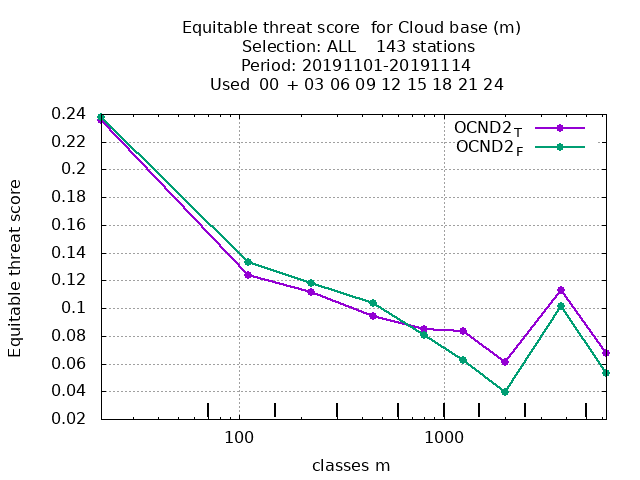 Equitable threat score  for Cloud base (m)
Selection: ALL    143 stations
Period: 20191101-20191114
Used  00 + 03 06 09 12 15 18 21 24
OCND2T
OCND2F
0.24
0.22
0.2
0.18
0.16
0.14
0.12
0.1
0.08
0.06
0.04
0.02
Equitable threat score
100
1000
classes m